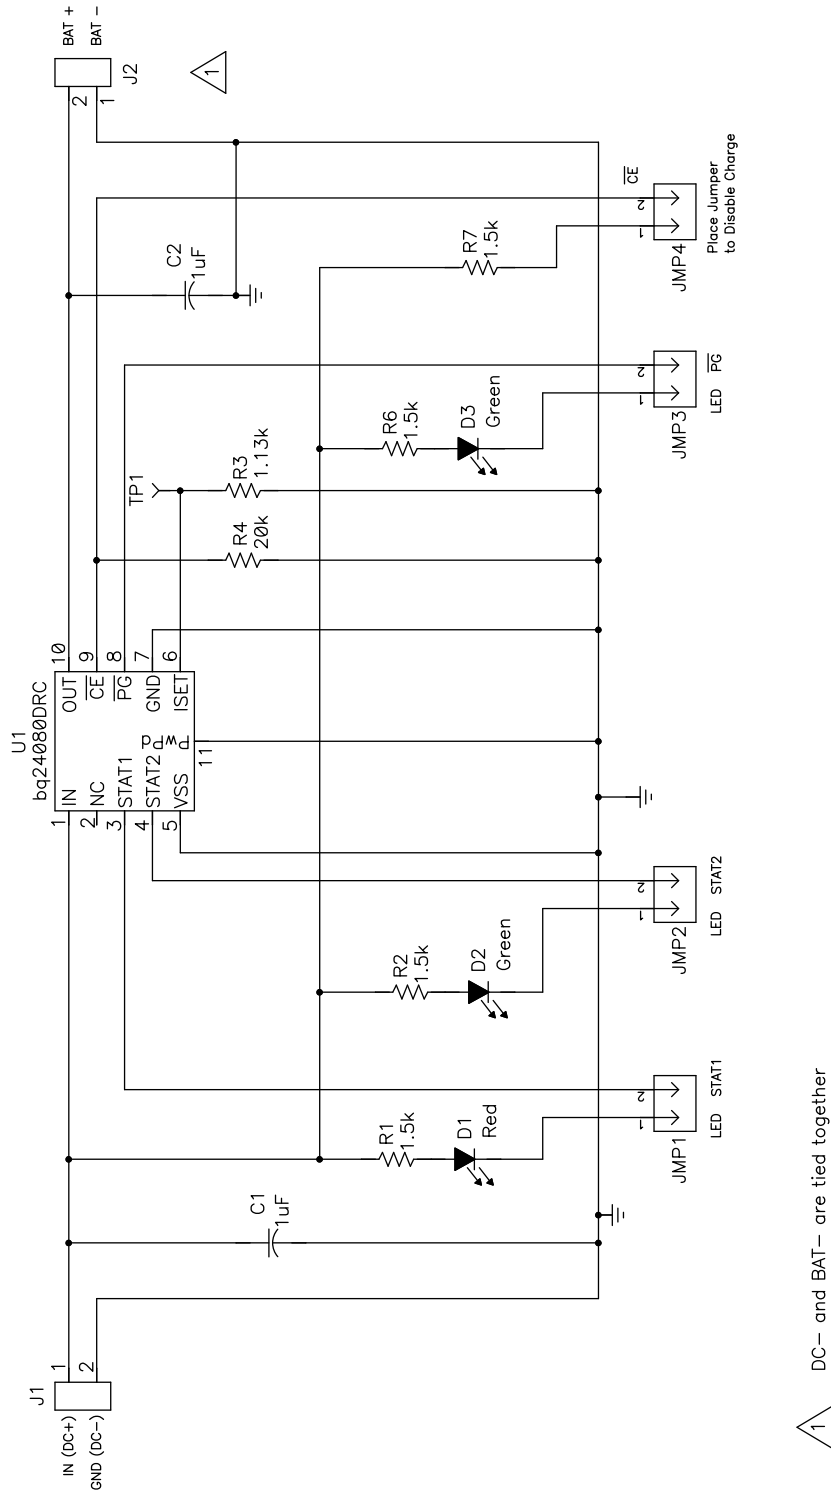 J1
IN (DC+)
GND (DC-)
1
2
C1
1uF
R1
1.5k
D1
Red
JMP1
1
2
LED
STAT1
R2
1.5k
D2
Green
JMP2
1
2
LED
STAT2
U1
bq24080DRC
1
IN
2
NC
3
STAT1
4
STAT2
5
VSS
PwPd
11
OUT
10
CE
9
PG
8
GND
7
ISET
6
R4
20k
TP1
R3
1.13k
R6
1.5k
D3
Green
JMP3
1
2
LED
PG
C2
1uF
R7
1.5k
JMP4
1
2
CE
Place Jumper
to Disable Charge
J2
2
1
BAT +
BAT -
1
1
DC- and BAT- are tied together